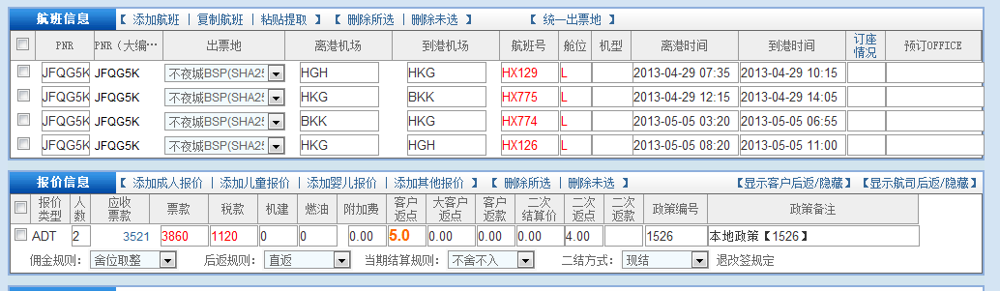 航班信息 【 添加航班 | 复制航班 | 粘贴提取 】 【 删除所选 | 删除未选 】 【 统一出票地 】
PNR PNR（大编… 出票地 离港机场 到港机场 航班号 舱位 机型 离港时间 到港时间 订座情况 预订OFFICE
JFQG5K JFQG5K 不夜城BSP(SHA25 HGH HKG HX129 L 2013-04-29 07:35 2013-04-29 10:15
JFQG5K JFQG5K 不夜城BSP(SHA25 HKG BKK HX775 L 2013-04-29 12:15 2013-04-29 14:05
JFQG5K JFQG5K 不夜城BSP(SHA25 BKK HKG HX774 L 2013-05-05 03:20 2013-05-05 06:55
JFQG5K JFQG5K 不夜城BSP(SHA25 HKG HGH HX126 L 2013-05-05 08:20 2013-05-05 11:00
报价信息 【 添加成人报价 | 添加儿童报价 | 添加婴儿报价 | 添加其他报价 】 【 删除所选 | 删除未选 】 【显示客户后返/隐藏】 【显示航司后返/隐藏】
报价类型 人数 应收票款 票款 税款 机建 燃油 附加费 客户返点 大客户返点 客户返款 二次结算价 二次返点 二次返款 政策编号 政策备注
ADT 2 3521 3860 1120 0 0 0.00 5.0 0.00 0.00 0.00 4.00 1526 本地政策【1526】
佣金规则： 舍位取整 后返规则： 直返 当期结算规则： 不舍不入 二结方式： 现结 退改签规定